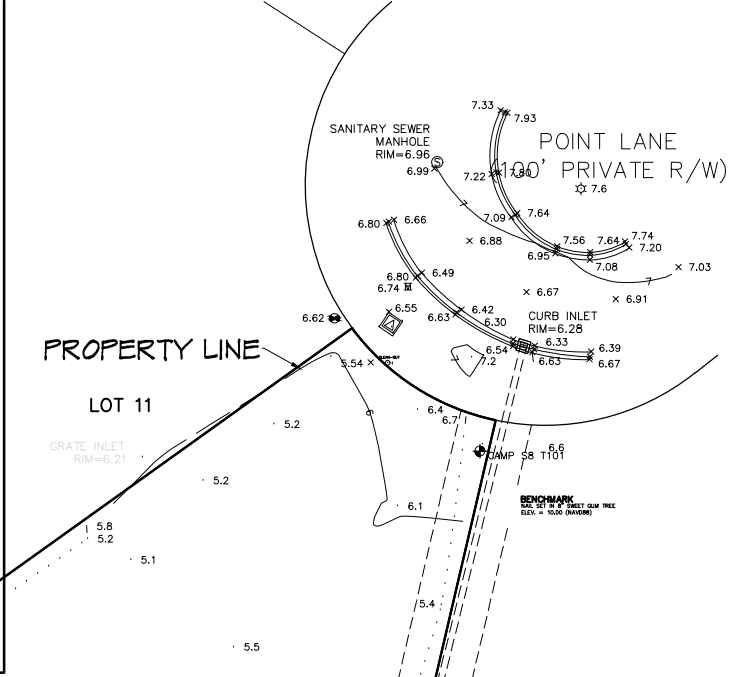 7.33
7.93
SANITARY SEWER
MANHOLE
RIM=6.96
POINT LANE
100' PRIVATE R/W)
S
6.99
7.22
7.80
7.6
7
7.09
7.64
6.80
6.66
6.88
7.56
7.64
7.74
7.20
6.95
7.08
7
7.03
6.80
6.49
6.74
6.67
6.91
6.55
6.63
6.42
6.30
CURB INLET
RIM=6.28
6.62
6.54
6.33
6.39
6.63
6.67
7
7.2
PROPERTY LINE
5.54
CLEAN-OUT
LOT 11
6
6.4
6.7
5.2
GRATE INLET
RIM=6.21
6.6
CAMP S8 T101
5.2
BENCHMARK
NAIL SET IN 8" SWEET GUM TREE
ELEV. = 10.00 (NAVD88)
6.1
5.8
5.2
5.1
5.4
5.5